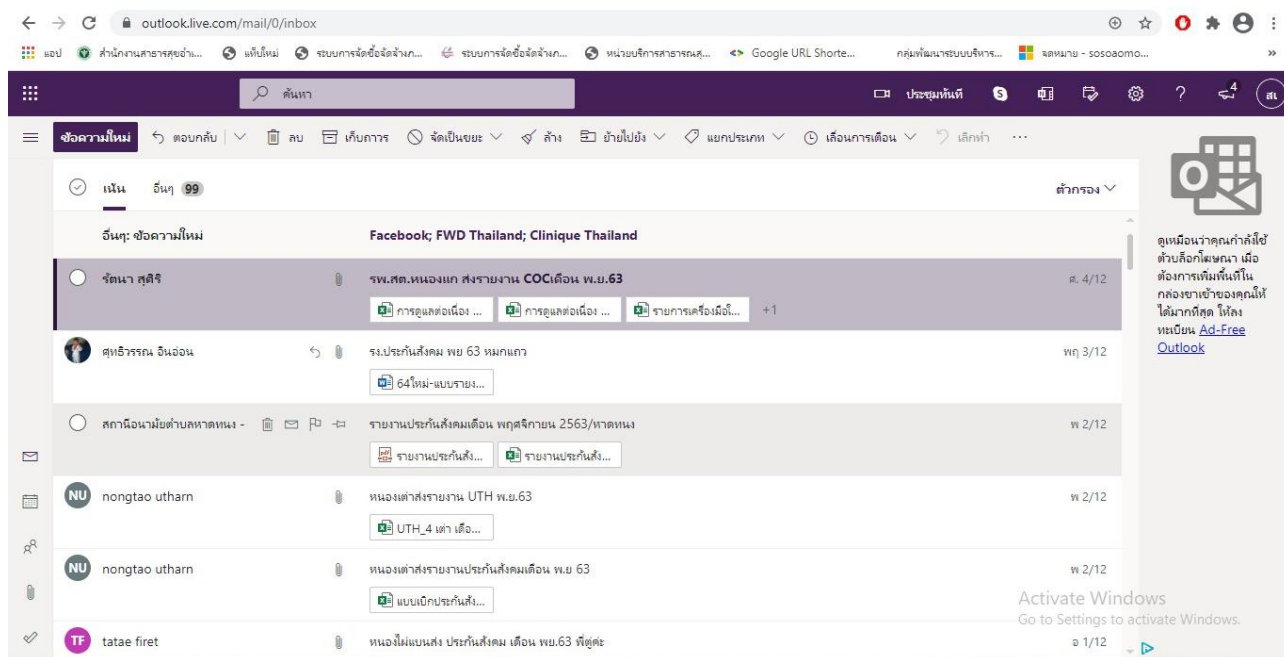 outlook.live.com/mail/0/inbox
แอป สำนักงานสาธารสุขอำเ... แท็บใหม่ ระบบการจัดซื้อจัดจ้างภ... ระบบการจัดซื้อจัดจ้างภ... หน่วยบริการสาธารณสุ... Google URL Shorte... กลุ่มพัฒนาระบบบริหาร... จดหมาย - sosoaomo... »
ค้นหา ประชุมทันที 4 สเ
ข้อความใหม่ ตอบกลับ ลบ เก็บถาวร จัดเป็นขยะ ล้าง ย้ายไปยัง แยกประเภท เลื่อนการเตือน เลิกทำ ...
เน้น อื่นๆ 99 ตัวกรอง
อื่นๆ: ข้อความใหม่ Facebook; FWD Thailand; Clinique Thailand
รัตนา สุศิริ รพ.สต.หนองแก ส่งรายงาน COCเดือน พ.ย.63 ศ. 4/12
การดูแลต่อเนื่อง ... การดูแลต่อเนื่อง ... รายการเครื่องมือใ... +1
ศุทธิวรรณ อินอ่อน รง.ประกันสังคม พย 63 หมกแถว พฤ 3/12
64ใหม่-แบบรายง...
สถานีอนามัยตำบลหาดทนง - รายงานประกันสังคมเดือน พฤศจิกายน 2563/หาดทนง พ 2/12
รายงานประกันสัง... รายงานประกันสัง...
NU nongtao utharn หนองเต่าส่งรายงาน UTH พ.ย.63 พ 2/12
UTH_4 เต่า เดือ...
NU nongtao utharn หนองเต่าส่งรายงานประกันสังคมเดือน พ.ย 63 พ 2/12
แบบเบิกประกันสัง...
TF tatae firet หนองไผ่แบนส่ง ประกันสังคม เดือน พย.63 พี่ตู่ค่ะ อ 1/12
ดูเหมือนว่าคุณกำลังใช้
ตัวบล็อกโฆษณา เมื่อ
ต้องการเพิ่มพื้นที่ใน
กล่องขาเข้าของคุณให้
ได้มากที่สุด ให้ลง
ทะเบียน Ad-Free
Outlook
Activate Windows
Go to Settings to activate Windows.